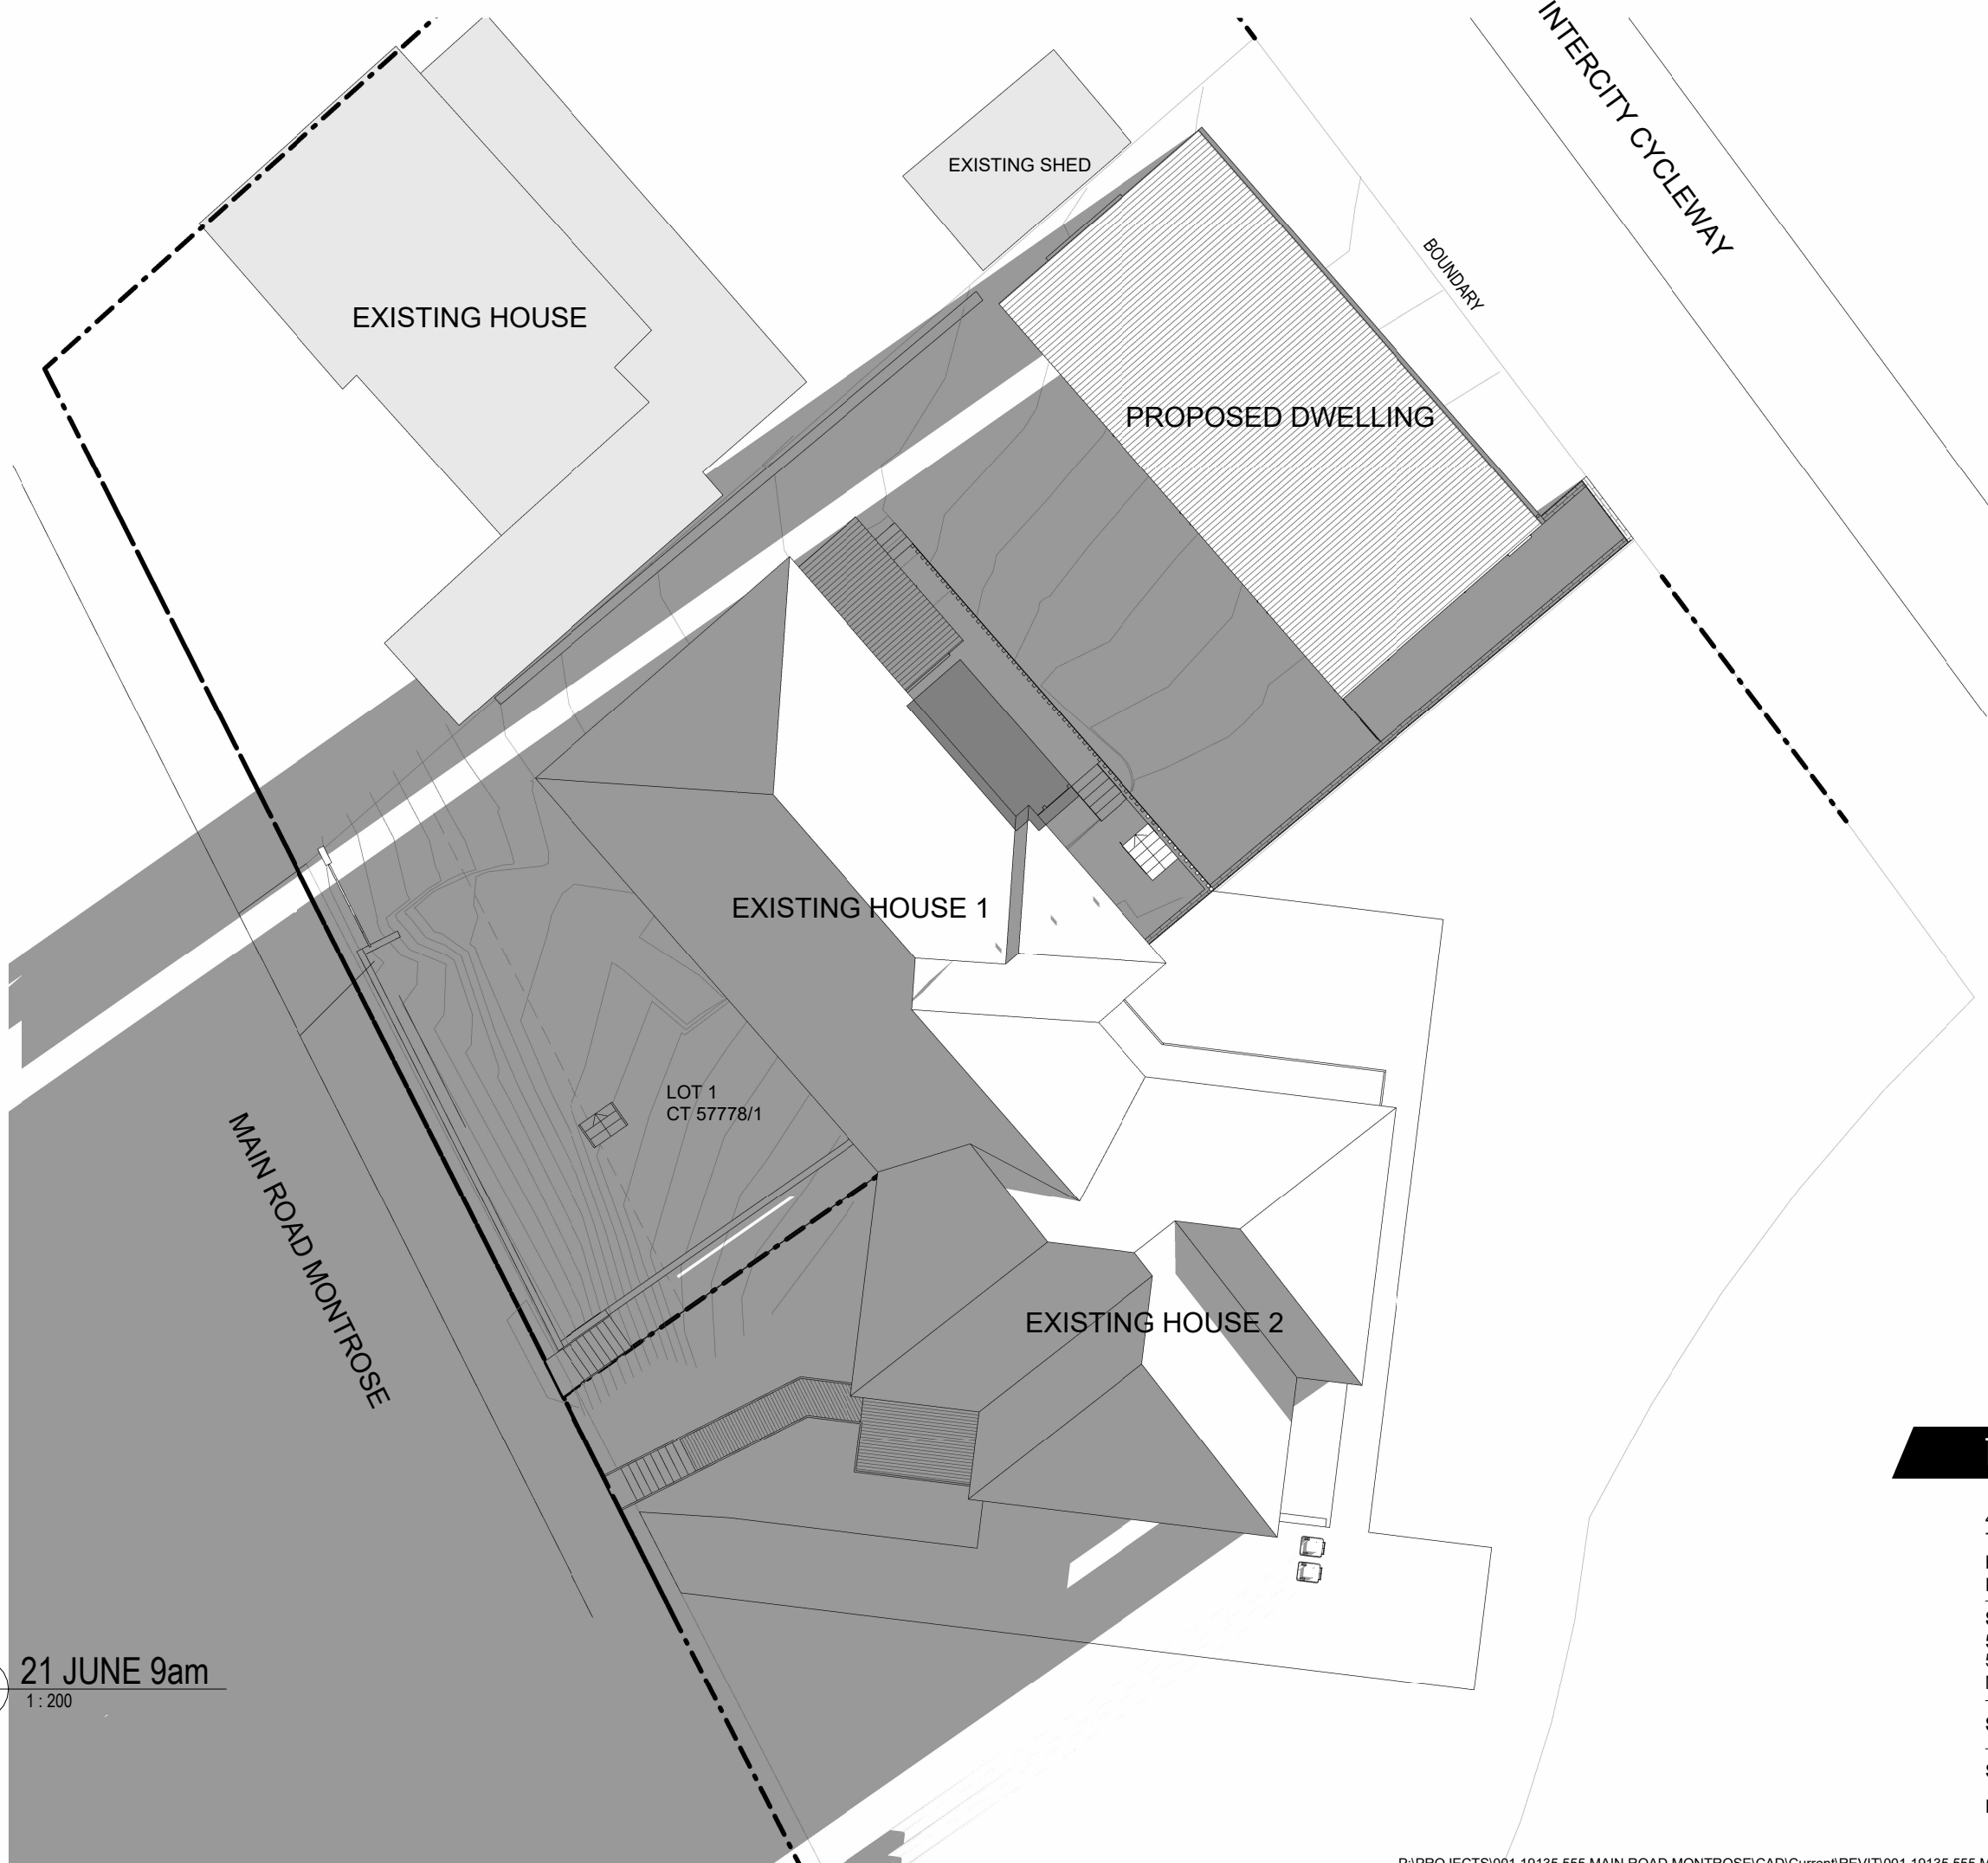 INTERCITY CYCLEWAY
EXISTING SHED
BOUNDARY
EXISTING HOUSE
PROPOSED DWELLING
EXISTING HOUSE 1
LOT 1
CT 57778/1
MAIN ROAD MONTROSE
EXISTING HOUSE 2
21 JUNE 9am
1 : 200